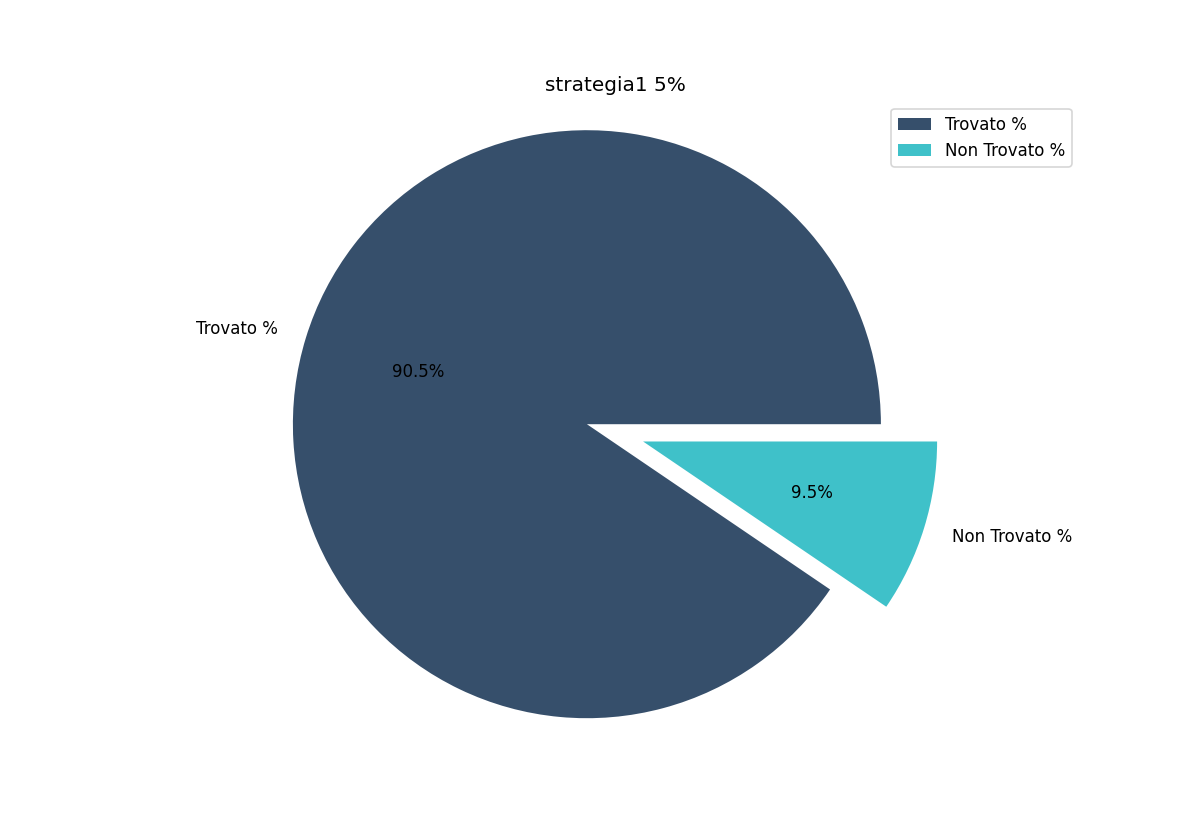 strategia1 5%
Trovato %
Non Trovato %
Trovato %
90.5%
9.5%
Non Trovato %